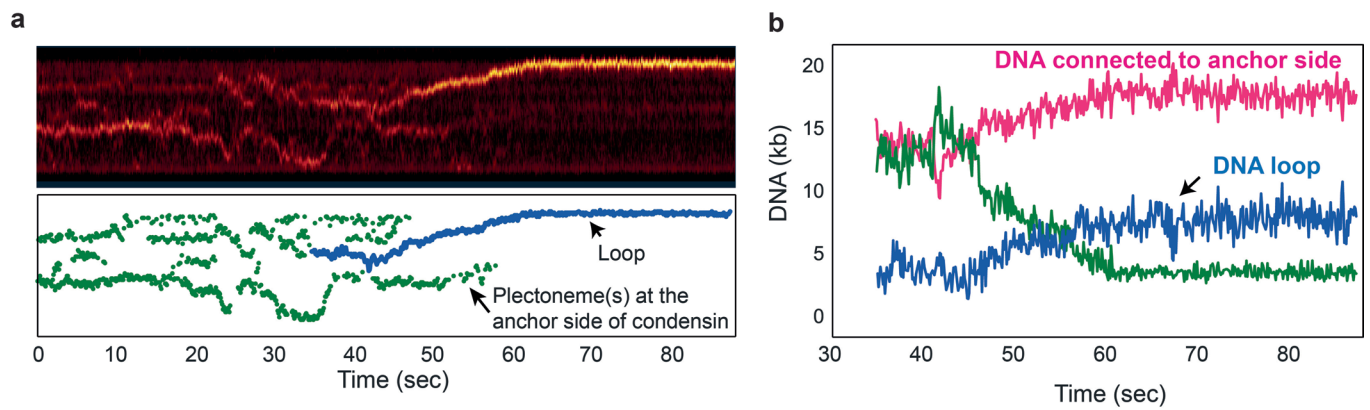 a
Loop
Plectoneme(s) at the
anchor side of condensin
0 10 20 30 40 50 60 70 80
Time (sec)
b
DNA connected to anchor side
DNA loop
20
15
10
5
0
DNA (kb)
30 40 50 60 70 80
Time (sec)